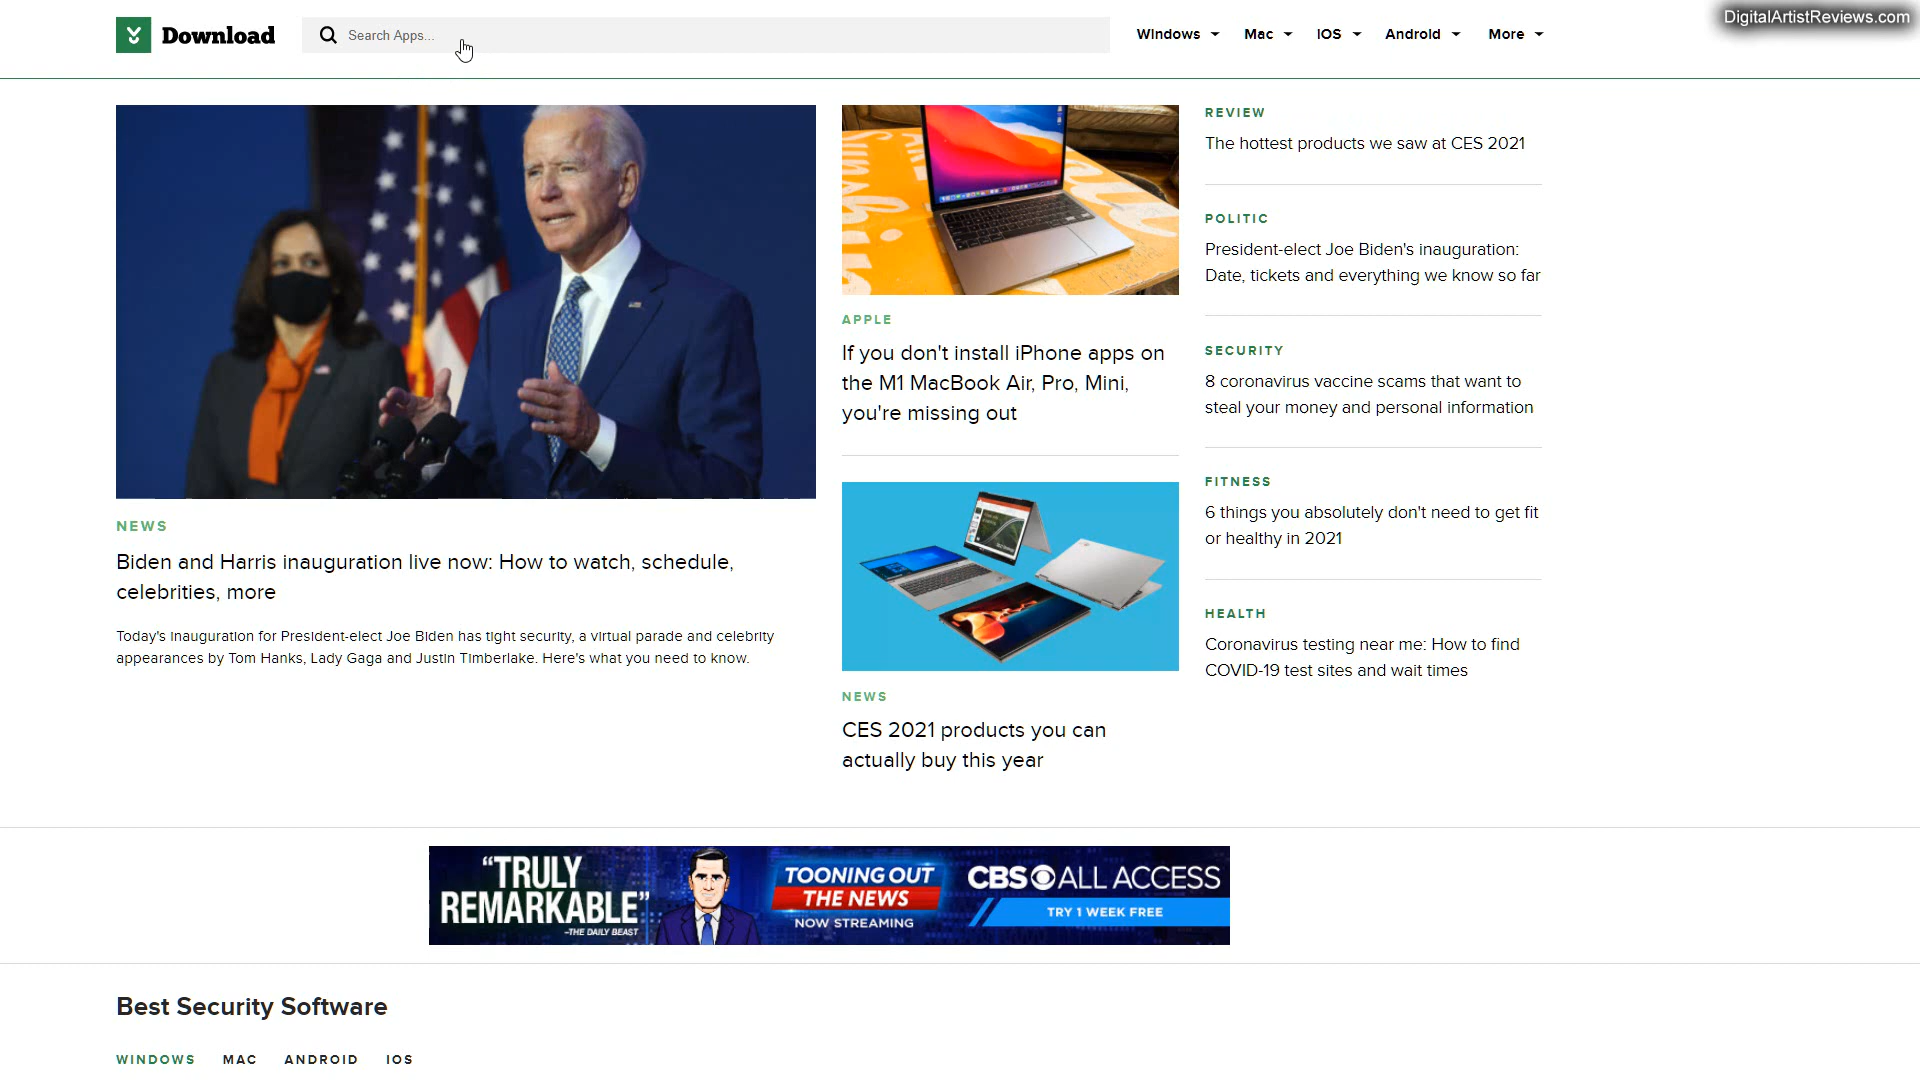 Download
Search Apps...
Windows
Mac
iOS
Android
More
DigitalArtistReviews.com
NEWS
Biden and Harris inauguration live now: How to watch, schedule,
celebrities, more
Today's inauguration for President-elect Joe Biden has tight security, a virtual parade and celebrity
appearances by Tom Hanks, Lady Gaga and Justin Timberlake. Here's what you need to know.
APPLE
If you don't install iPhone apps on
the M1 MacBook Air, Pro, Mini,
you're missing out
NEWS
CES 2021 products you can
actually buy this year
REVIEW
The hottest products we saw at CES 2021
POLITIC
President-elect Joe Biden's inauguration:
Date, tickets and everything we know so far
SECURITY
8 coronavirus vaccine scams that want to
steal your money and personal information
FITNESS
6 things you absolutely don't need to get fit
or healthy in 2021
HEALTH
Coronavirus testing near me: How to find
COVID-19 test sites and wait times
"TRULY
REMARKABLE"
-THE DAILY BEAST
TOONING OUT
THE NEWS
NOW STREAMING
CBS ALL ACCESS
TRY 1 WEEK FREE
Best Security Software
WINDOWS
MAC
ANDROID
IOS